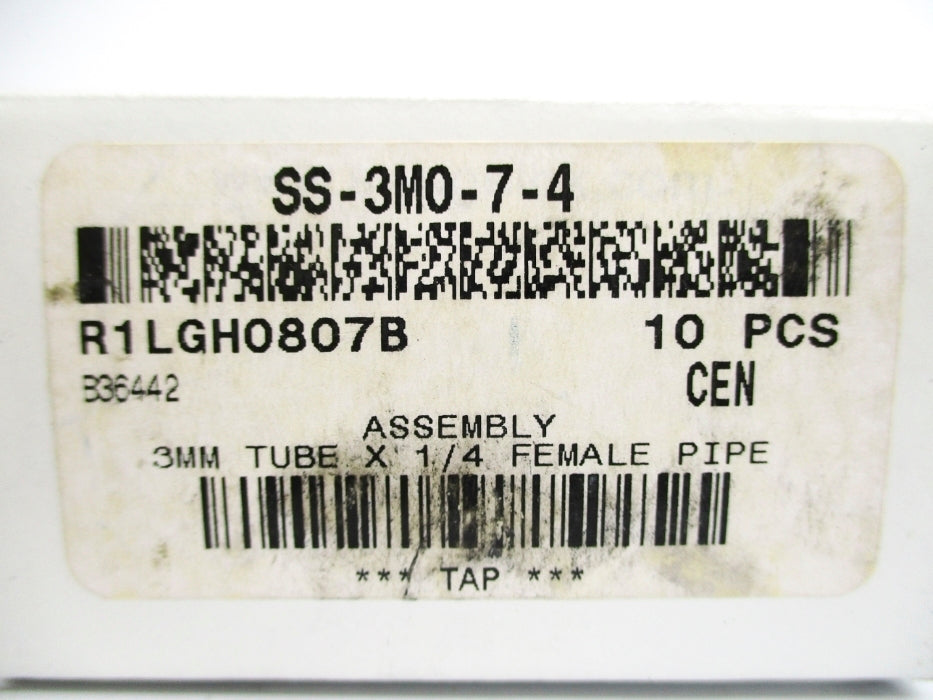 SS-3M0-7-4
R1LGH0807B 10 PCS
B36442 CEN
ASSEMBLY
3MM TUBE X 1/4 FEMALE PIPE
*** TAP ***